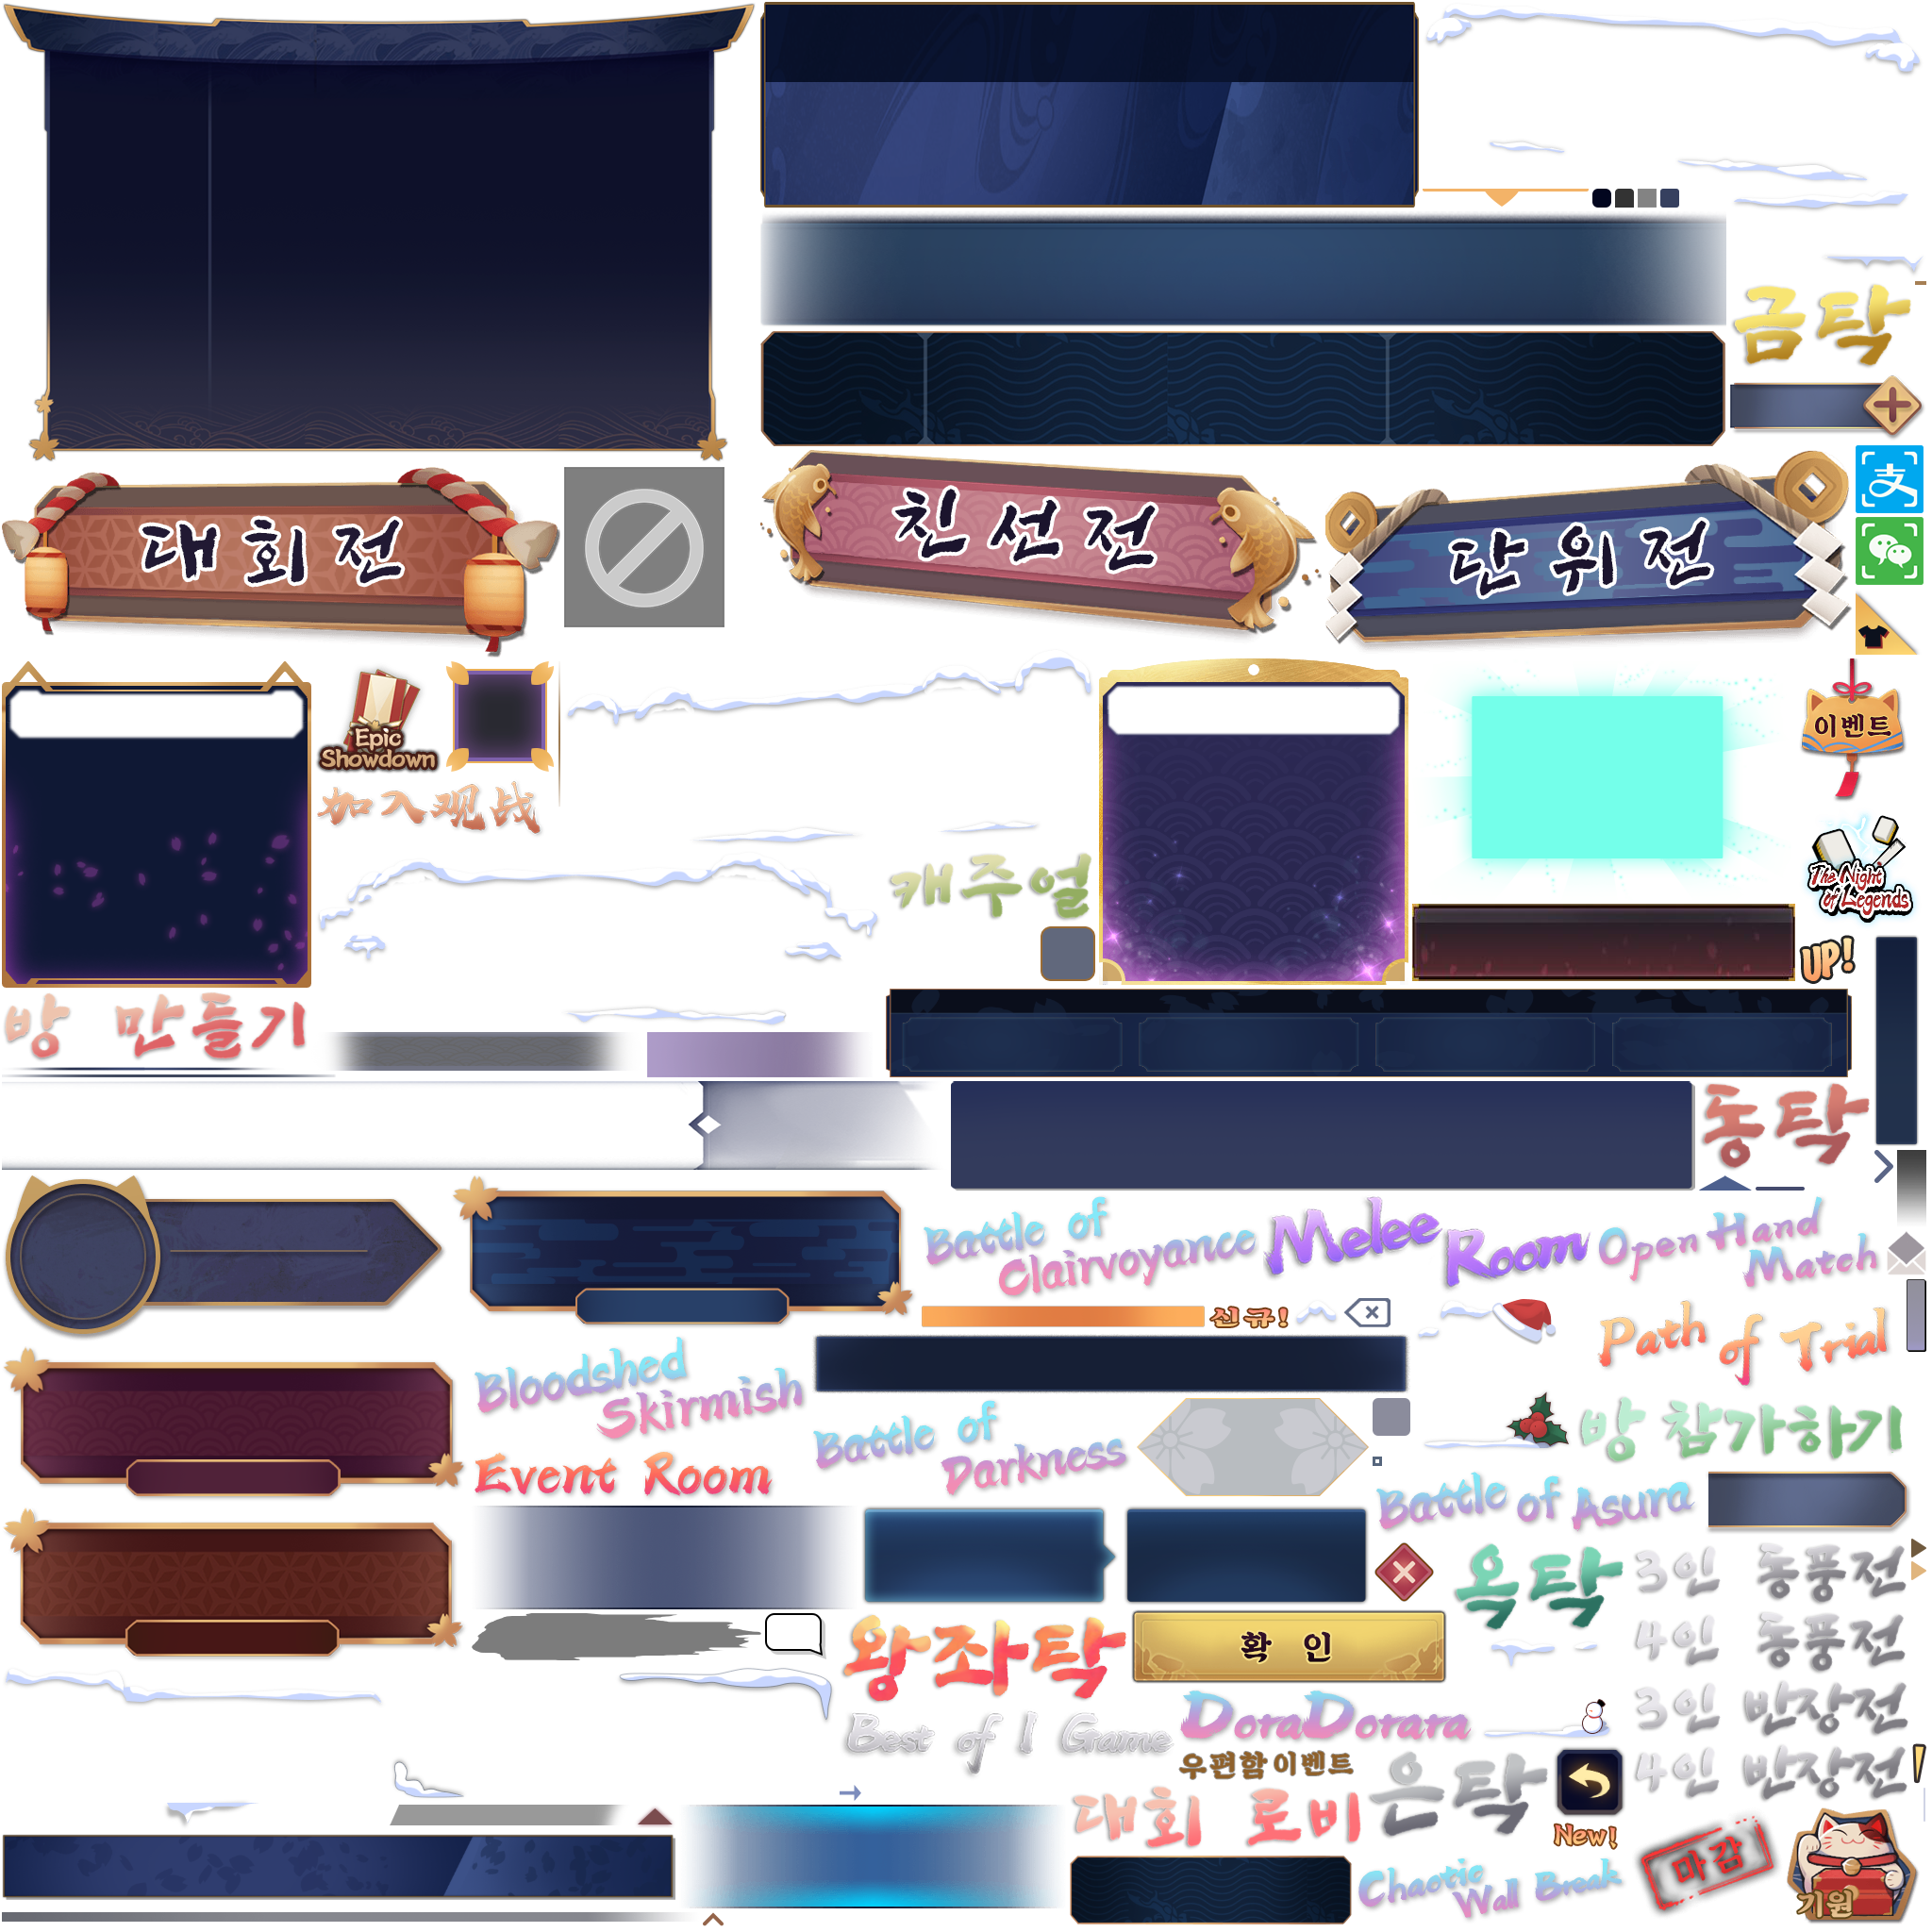 금탁
대회전
친선전
단위전
支
Epic
Showdown
加入观战
이벤트
캐주얼
The Night
of Legends
UP!
방 만들기
동탁
Battle of
Clairvoyance
Melee
Room
Open Hand
Match
신규!
Path of Trial
Bloodshed
Skirmish
방 참가하기
Battle of
Darkness
Event Room
Battle of Asura
옥탁
3인 동풍전
4인 동풍전
왕좌탁
확 인
3인 반장전
Best of 1 Game
DoraDorara
4인 반장전
우편함 이벤트
은탁
대회 로비
New!
마감
Chaotic
Wall Break
기원